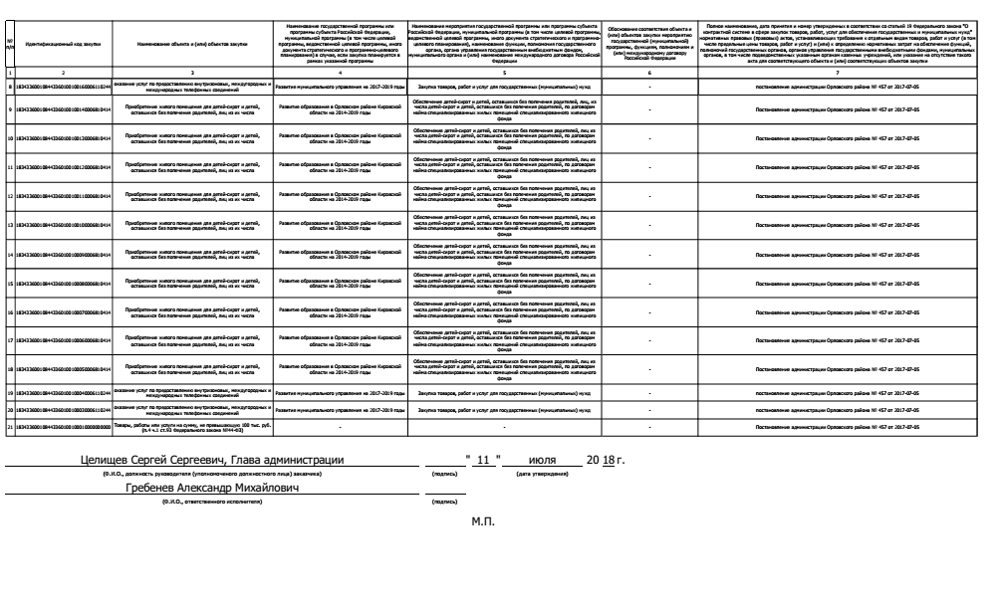 № п/п
Идентификационный код закупки
Наименование объекта и (или) объектов закупки
Наименование государственной программы или
программы субъекта Российской Федерации,
муниципальной программы (в том числе целевой
программы, ведомственной целевой программы, иного
документа стратегического и программно-целевого
планирования) в случае, если закупка планируется в
рамках указанной программы
Наименование мероприятия государственной программы или программы субъекта
Российской Федерации, муниципальной программы (в том числе целевой программы,
ведомственной целевой программы, иного документа стратегического и программно-
целевого планирования), наименование функции, полномочия государственного
органа, органа управления государственным внебюджетным фондом,
муниципального органа и (или) наименование международного договора Российской
Федерации
Обоснование соответствия объекта и
(или) объектов закупки мероприятию
государственной (муниципальной)
программы, функциям, полномочиям и
(или) международному договору
Российской Федерации
Полное наименование, дата принятия и номер утвержденных в соответствии со статьей 19 Федерального закона "О
контрактной системе в сфере закупок товаров, работ, услуг для обеспечения государственных и муниципальных нужд"
нормативных правовых (правовых) актов, устанавливающих требования к отдельным видам товаров, работ и услуг (в том
числе предельные цены товаров, работ и услуг) и (или) к определению нормативных затрат на обеспечение функций,
полномочий государственных органов, органов управления государственными внебюджетными фондами, муниципальных
органов, в том числе подведомственных указанным органам казенных учреждений, или указание на отсутствие такого
акта для соответствующего объекта и (или) соответствующих объектов закупки
1 2 3 4 5 6 7
8 оказание услуг по предоставлению внутризоновых, междугородных и
международных телефонных соединений
Развитие муниципального управления на 2017-2019 годы
Закупка товаров, работ и услуг для государственных (муниципальных) нужд
-
Постановление администрации Орловского района № 457 от 2017-07-05
9 Приобретение жилого помещения для детей-сирот и детей,
оставшихся без попечения родителей, лиц из их числа
Развитие образования в Орловском районе Кировской
области на 2014-2019 годы
Обеспечение детей-сирот и детей, оставшихся без попечения родителей, лиц из
числа детей-сирот и детей, оставшихся без попечения родителей, по договорам
найма специализированных жилых помещений специализированного жилищного
фонда
-
Постановление администрации Орловского района № 457 от 2017-07-05
10 Приобретение жилого помещения для детей-сирот и детей,
оставшихся без попечения родителей, лиц из их числа
Развитие образования в Орловском районе Кировской
области на 2014-2019 годы
Обеспечение детей-сирот и детей, оставшихся без попечения родителей, лиц из
числа детей-сирот и детей, оставшихся без попечения родителей, по договорам
найма специализированных жилых помещений специализированного жилищного
фонда
-
Постановление администрации Орловского района № 457 от 2017-07-05
11 Приобретение жилого помещения для детей-сирот и детей,
оставшихся без попечения родителей, лиц из их числа
Развитие образования в Орловском районе Кировской
области на 2014-2019 годы
Обеспечение детей-сирот и детей, оставшихся без попечения родителей, лиц из
числа детей-сирот и детей, оставшихся без попечения родителей, по договорам
найма специализированных жилых помещений специализированного жилищного
фонда
-
Постановление администрации Орловского района № 457 от 2017-07-05
12 Приобретение жилого помещения для детей-сирот и детей,
оставшихся без попечения родителей, лиц из их числа
Развитие образования в Орловском районе Кировской
области на 2014-2019 годы
Обеспечение детей-сирот и детей, оставшихся без попечения родителей, лиц из
числа детей-сирот и детей, оставшихся без попечения родителей, по договорам
найма специализированных жилых помещений специализированного жилищного
фонда
-
Постановление администрации Орловского района № 457 от 2017-07-05
13 Приобретение жилого помещения для детей-сирот и детей,
оставшихся без попечения родителей, лиц из их числа
Развитие образования в Орловском районе Кировской
области на 2014-2019 годы
Обеспечение детей-сирот и детей, оставшихся без попечения родителей, лиц из
числа детей-сирот и детей, оставшихся без попечения родителей, по договорам
найма специализированных жилых помещений специализированного жилищного
фонда
-
Постановление администрации Орловского района № 457 от 2017-07-05
14 Приобретение жилого помещения для детей-сирот и детей,
оставшихся без попечения родителей, лиц из их числа
Развитие образования в Орловском районе Кировской
области на 2014-2019 годы
Обеспечение детей-сирот и детей, оставшихся без попечения родителей, лиц из
числа детей-сирот и детей, оставшихся без попечения родителей, по договорам
найма специализированных жилых помещений специализированного жилищного
фонда
-
Постановление администрации Орловского района № 457 от 2017-07-05
15 Приобретение жилого помещения для детей-сирот и детей,
оставшихся без попечения родителей, лиц из их числа
Развитие образования в Орловском районе Кировской
области на 2014-2019 годы
Обеспечение детей-сирот и детей, оставшихся без попечения родителей, лиц из
числа детей-сирот и детей, оставшихся без попечения родителей, по договорам
найма специализированных жилых помещений специализированного жилищного
фонда
-
Постановление администрации Орловского района № 457 от 2017-07-05
16 Приобретение жилого помещения для детей-сирот и детей,
оставшихся без попечения родителей, лиц из их числа
Развитие образования в Орловском районе Кировской
области на 2014-2019 годы
Обеспечение детей-сирот и детей, оставшихся без попечения родителей, лиц из
числа детей-сирот и детей, оставшихся без попечения родителей, по договорам
найма специализированных жилых помещений специализированного жилищного
фонда
-
Постановление администрации Орловского района № 457 от 2017-07-05
17 Приобретение жилого помещения для детей-сирот и детей,
оставшихся без попечения родителей, лиц из их числа
Развитие образования в Орловском районе Кировской
области на 2014-2019 годы
Обеспечение детей-сирот и детей, оставшихся без попечения родителей, лиц из
числа детей-сирот и детей, оставшихся без попечения родителей, по договорам
найма специализированных жилых помещений специализированного жилищного
фонда
-
Постановление администрации Орловского района № 457 от 2017-07-05
18 Приобретение жилого помещения для детей-сирот и детей,
оставшихся без попечения родителей, лиц из их числа
Развитие образования в Орловском районе Кировской
области на 2014-2019 годы
Обеспечение детей-сирот и детей, оставшихся без попечения родителей, лиц из
числа детей-сирот и детей, оставшихся без попечения родителей, по договорам
найма специализированных жилых помещений специализированного жилищного
фонда
-
Постановление администрации Орловского района № 457 от 2017-07-05
19 оказание услуг по предоставлению внутризоновых, междугородных и
международных телефонных соединений
Развитие муниципального управления на 2017-2019 годы
Закупка товаров, работ и услуг для государственных (муниципальных) нужд
-
Постановление администрации Орловского района № 457 от 2017-07-05
20 оказание услуг по предоставлению внутризоновых, междугородных и
международных телефонных соединений
Развитие муниципального управления на 2017-2019 годы
Закупка товаров, работ и услуг для государственных (муниципальных) нужд
-
Постановление администрации Орловского района № 457 от 2017-07-05
21 Товары, работы или услуги на сумму, не превышающую 100 тыс. руб.
(п.4 ч.1 ст.93 Федерального закона №44-ФЗ)
-
-
-
Постановление администрации Орловского района № 457 от 2017-07-05
Целищев Сергей Сергеевич, Глава администрации " 11 " июля 20 18 г.
(Ф.И.О., должность руководителя (уполномоченного должностного лица) заказчика) (подпись) (дата утверждения)
Гребенев Александр Михайлович
(Ф.И.О., ответственного исполнителя) (подпись)
М.П.